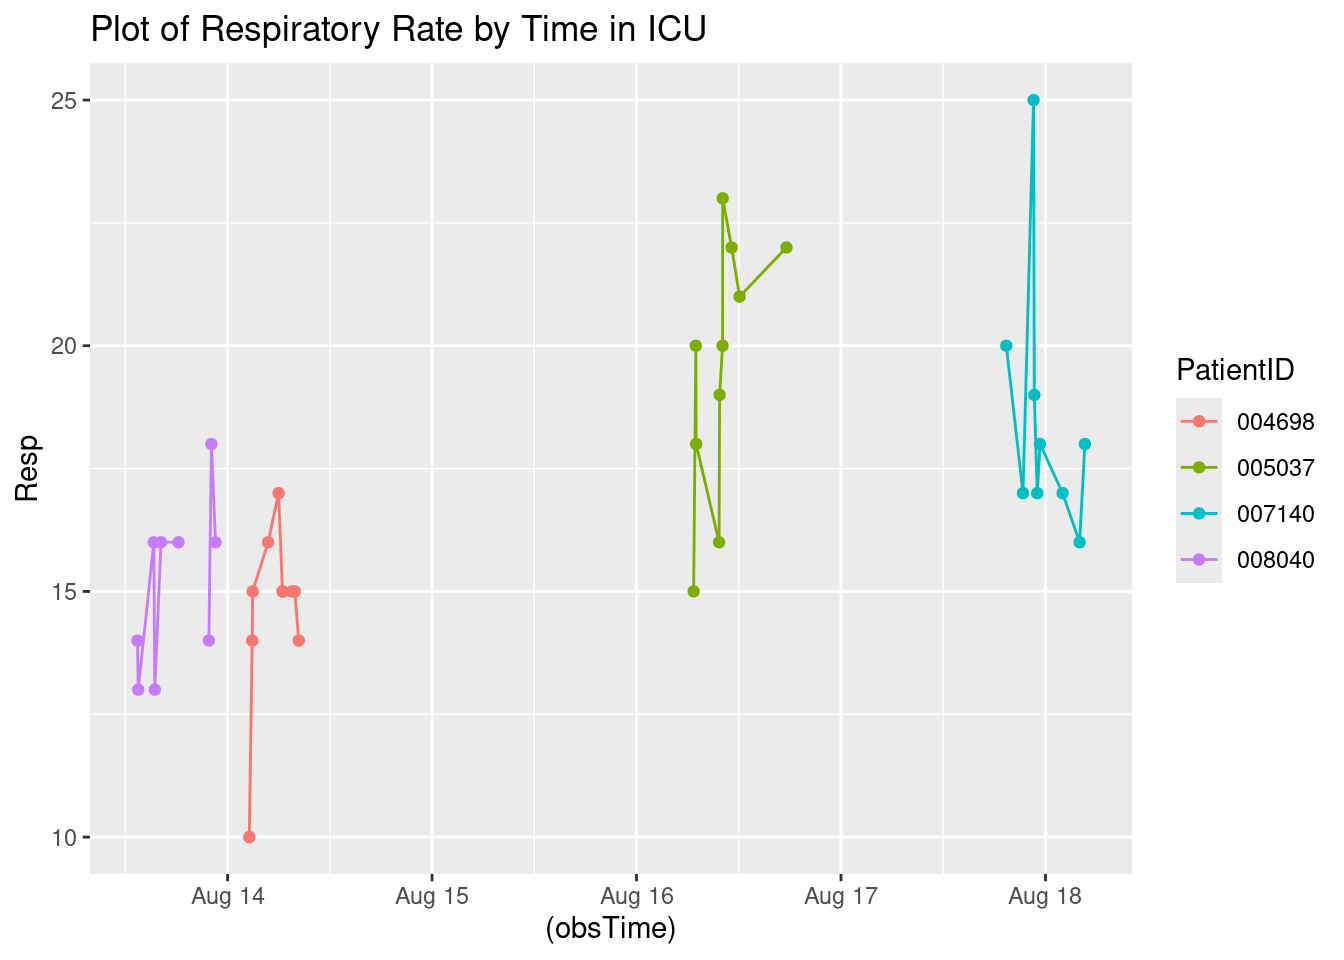 Plot of Respiratory Rate by Time in ICU
25
20
15
10
Resp
Aug 14
Aug 15
Aug 16
Aug 17
Aug 18
(obsTime)
PatientID
004698
005037
007140
008040